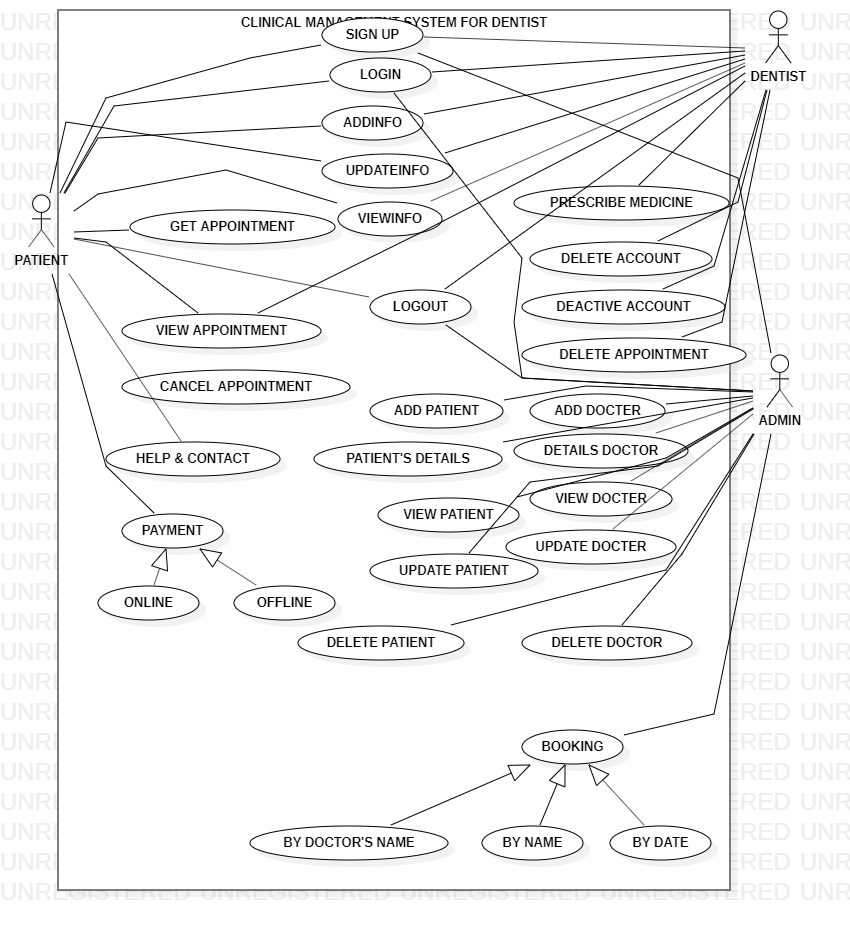 CLINICAL MANAGEMENT SYSTEM FOR DENTIST
SIGN UP
LOGIN
DENTIST
ADDINFO
UPDATEINFO
PRESCRIBE MEDICINE
VIEWINFO
GET APPOINTMENT
PATIENT
DELETE ACCOUNT
LOGOUT
DEACTIVE ACCOUNT
VIEW APPOINTMENT
DELETE APPOINTMENT
CANCEL APPOINTMENT
ADD PATIENT
ADD DOCTER
ADMIN
DETAILS DOCTOR
HELP & CONTACT
PATIENT'S DETAILS
VIEW DOCTER
VIEW PATIENT
PAYMENT
UPDATE DOCTER
UPDATE PATIENT
ONLINE
OFFLINE
DELETE PATIENT
DELETE DOCTOR
BOOKING
BY DOCTOR'S NAME
BY NAME
BY DATE
UNREGISTERED UNREGISTERED UNREGISTERED UNREGISTERED UNR